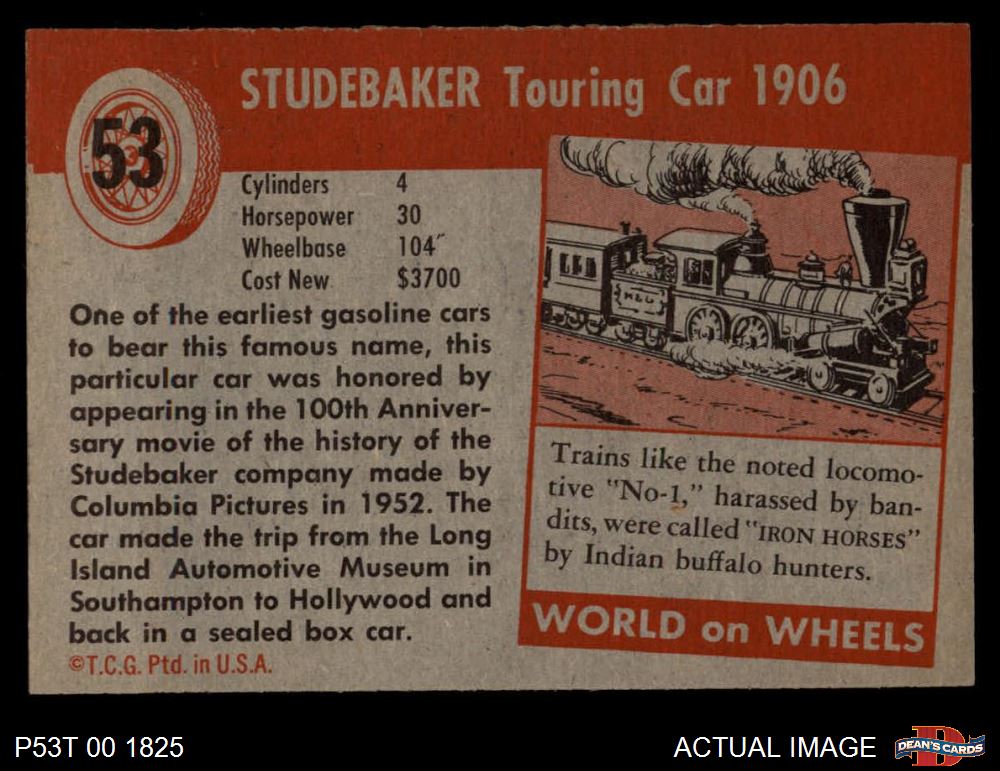 STUDEBAKER Touring Car 1906
53
Cylinders 4
Horsepower 30
Wheelbase 104″
Cost New $3700
One of the earliest gasoline cars
to bear this famous name, this
particular car was honored by
appearing in the 100th Anniver-
sary movie of the history of the
Studebaker company made by
Columbia Pictures in 1952. The
car made the trip from the Long
Island Automotive Museum in
Southampton to Hollywood and
back in a sealed box car.
©T.C.G. Ptd. in U.S.A.
Trains like the noted locomo-
tive "No-1," harassed by ban-
dits, were called "IRON HORSES"
by Indian buffalo hunters.
WORLD on WHEELS
P53T 00 1825
ACTUAL IMAGE
DEAN'S CARDS